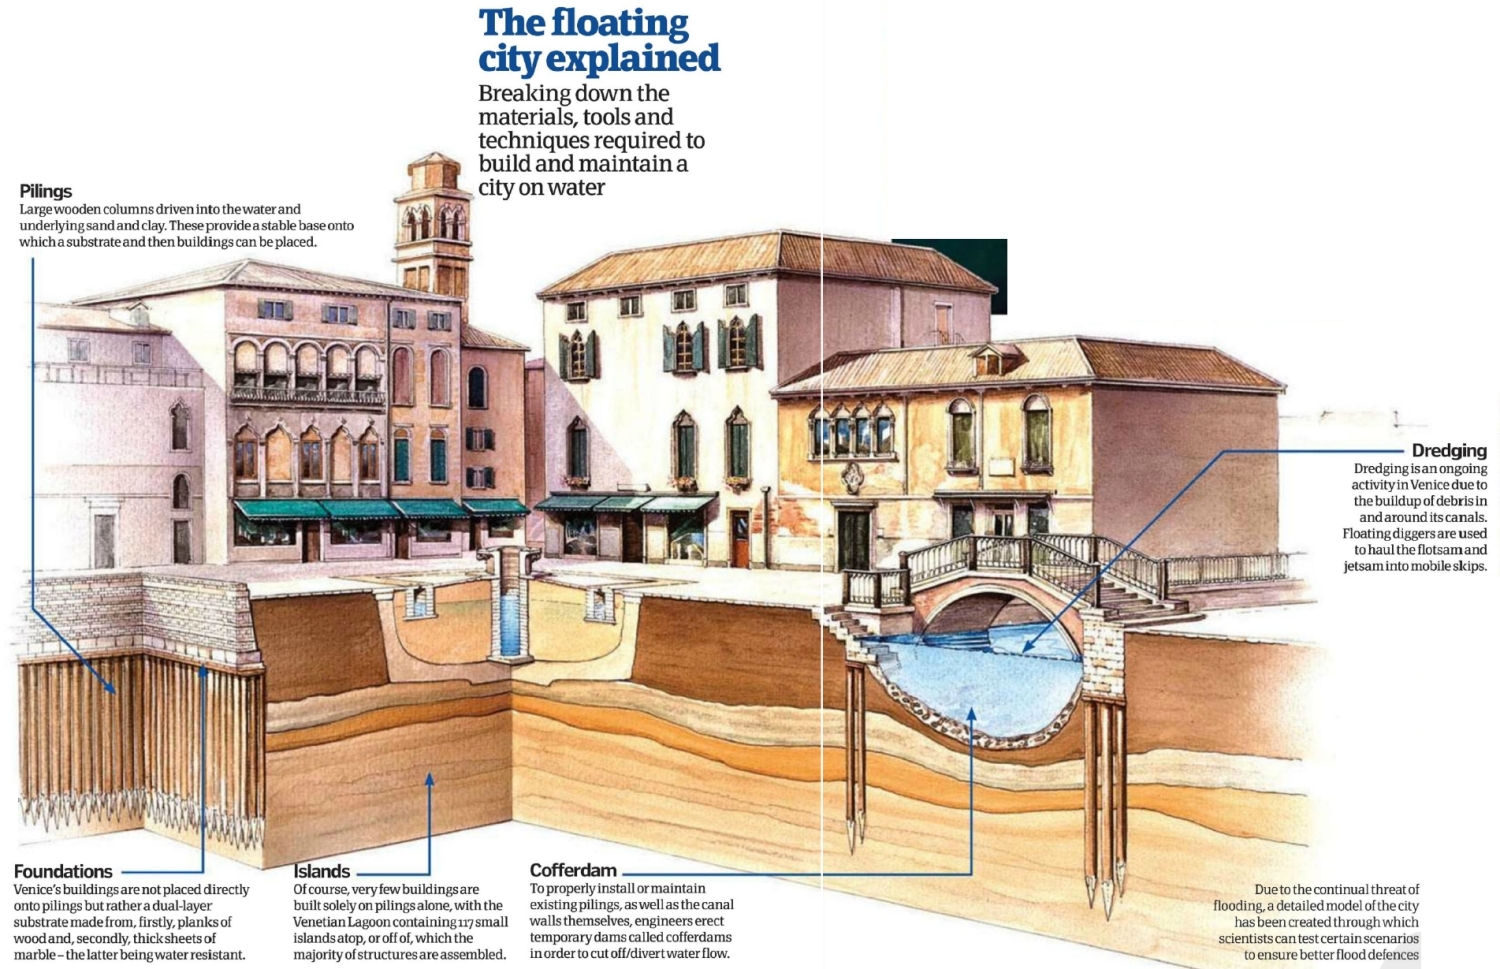 The floating
city explained
Breaking down the
materials, tools and
techniques required to
build and maintain a
city on water
Pilings
Large wooden columns driven into the water and
underlying sand and clay. These provide a stable base onto
which a substrate and then buildings can be placed.
Dredging
Dredging is an ongoing
activity in Venice due to
the buildup of debris in
and around its canals.
Floating diggers are used
to haul the flotsam and
jetsam into mobile skips.
Foundations
Venice's buildings are not placed directly
onto pilings but rather a dual-layer
substrate made from, firstly, planks of
wood and, secondly, thick sheets of
marble – the latter being water resistant.
Islands
Of course, very few buildings are
built solely on pilings alone, with the
Venetian Lagoon containing 117 small
islands atop, or off of, which the
majority of structures are assembled.
Cofferdam
To properly install or maintain
existing pilings, as well as the canal
walls themselves, engineers erect
temporary dams called cofferdams
in order to cut off/divert water flow.
Due to the continual threat of
flooding, a detailed model of the city
has been created through which
scientists can test certain scenarios
to ensure better flood defences